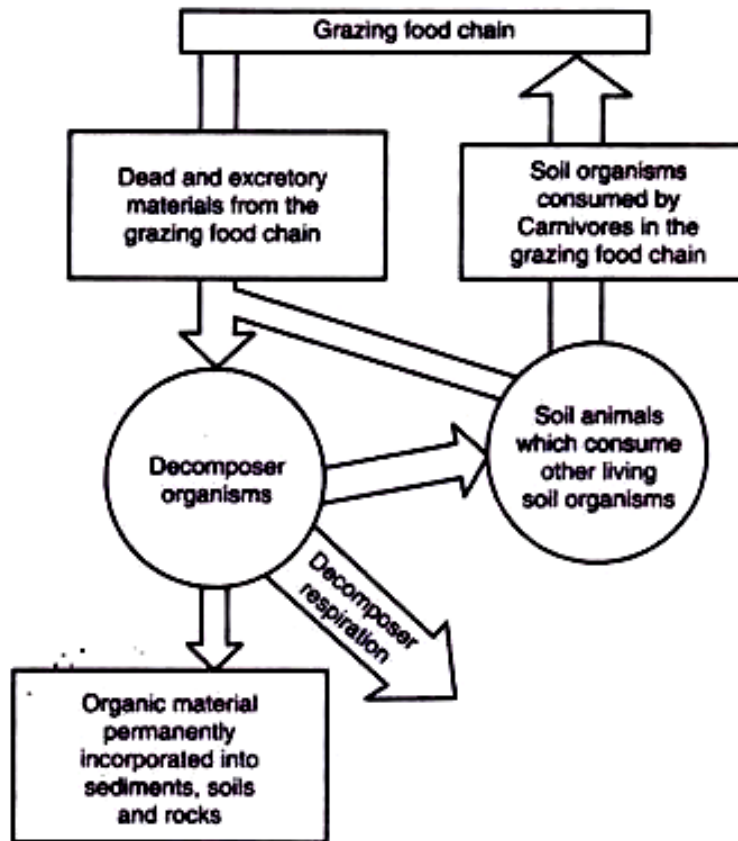 Grazing food chain
Dead and excretory
materials from the
grazing food chain
Soil organisms
consumed by
Carnivores in the
grazing food chain
Decomposer
organisms
Soil animals
which consume
other living
soil organisms
Decomposer
respiration
Organic material
permanently
incorporated into
sediments, soils
and rocks